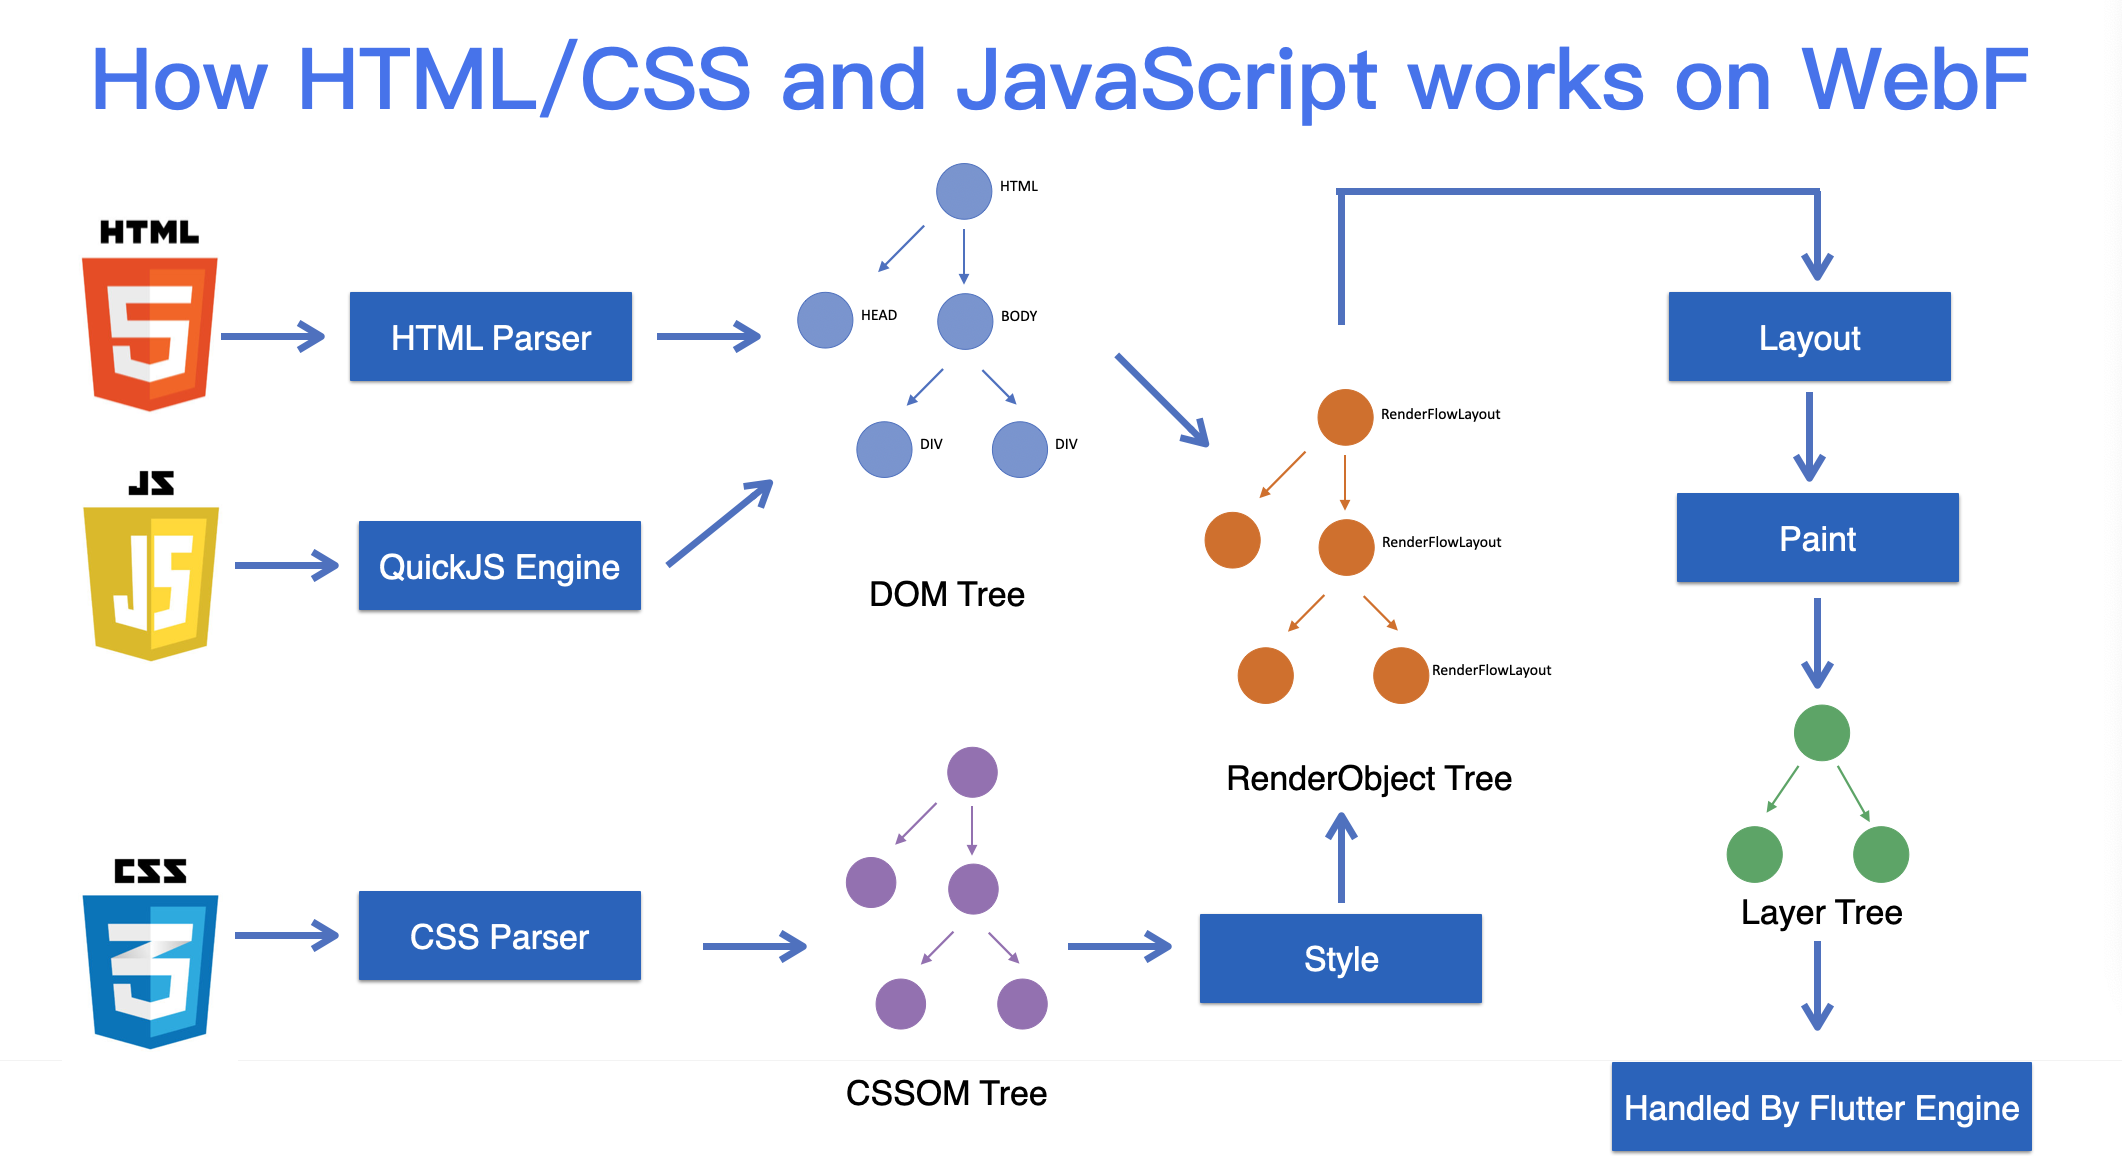 How HTML/CSS and JavaScript works on WebF
HTML
HTML Parser
HTML
HEAD
BODY
DIV
DIV
DOM Tree
JS
JS
QuickJS Engine
CSS
CSS Parser
CSSOM Tree
Style
RenderFlowLayout
RenderFlowLayout
RenderFlowLayout
RenderObject Tree
Layout
Paint
Layer Tree
Handled By Flutter Engine